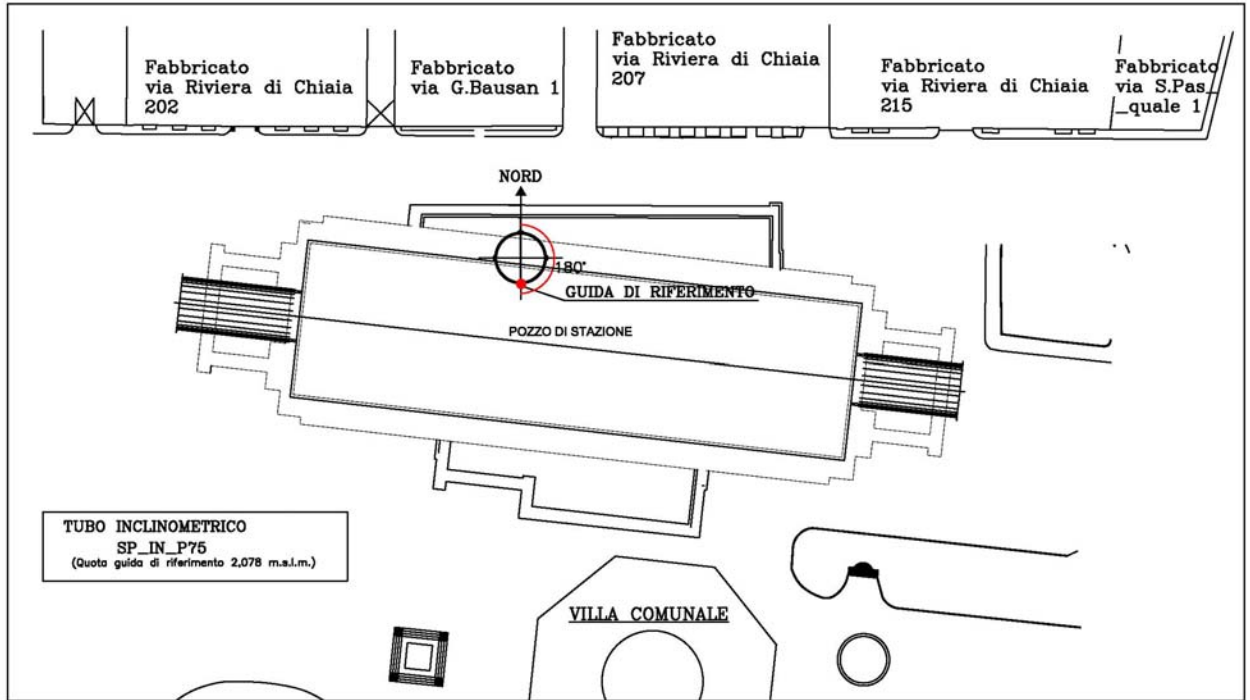 Fabbricato
via Riviera di Chiaia
202
Fabbricato
via G.Bausan 1
Fabbricato
via Riviera di Chiaia
207
Fabbricato
via Riviera di Chiaia
215
Fabbricato
via S.Pas_
_quale 1
NORD
180°
GUIDA DI RIFERIMENTO
POZZO DI STAZIONE
TUBO INCLINOMETRICO
SP_IN_P75
(Quota guida di riferimento 2,078 m.s.l.m.)
VILLA COMUNALE